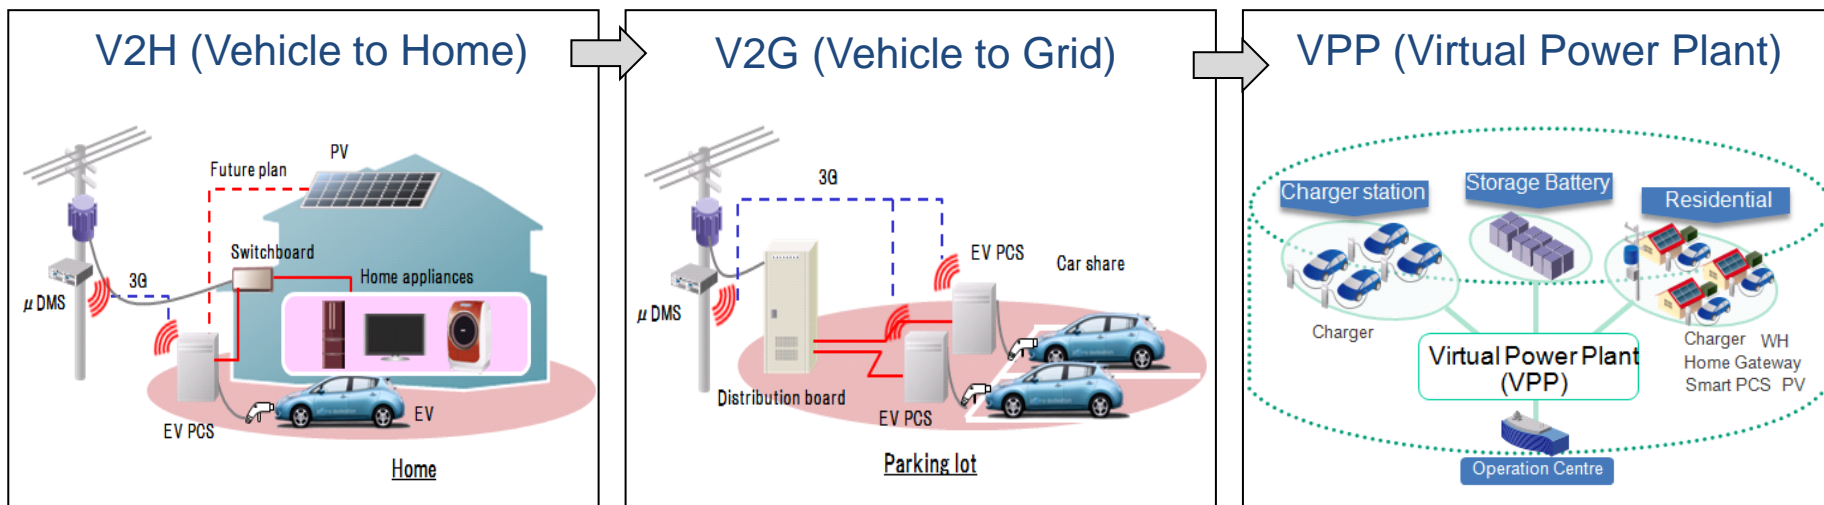 V2H (Vehicle to Home)
PV
Future plan
Switchboard
Home appliances
3G
μ DMS
EV
EV PCS
Home
V2G (Vehicle to Grid)
3G
EV PCS
Car share
μ DMS
Distribution board
EV PCS
Parking lot
VPP (Virtual Power Plant)
Charger station
Storage Battery
Residential
Charger
Charger WH
Home Gateway
Smart PCS PV
Virtual Power Plant
(VPP)
Operation Centre